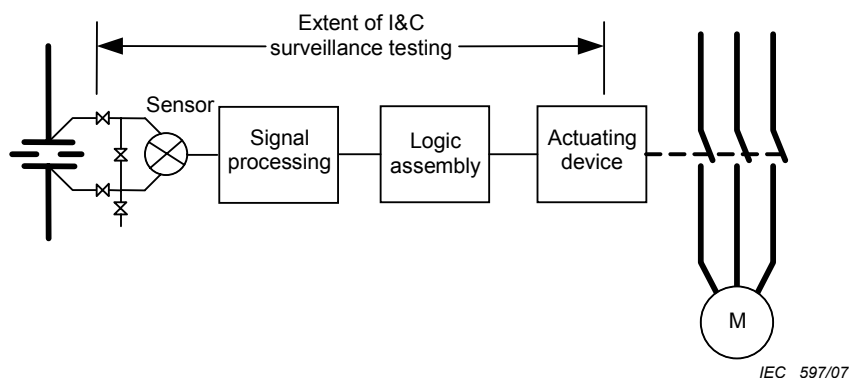 Extent of I&C
surveillance testing
Sensor
Signal
processing
Logic
assembly
Actuating
device
M
IEC 597/07